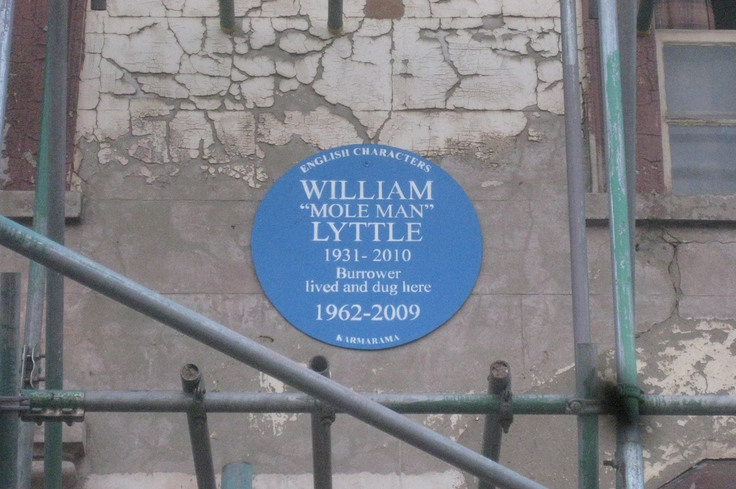 ENGLISH CHARACTERS
WILLIAM
“MOLE MAN”
LYTTLE
1931- 2010
Burrower
lived and dug here
1962-2009
KARMARAMA